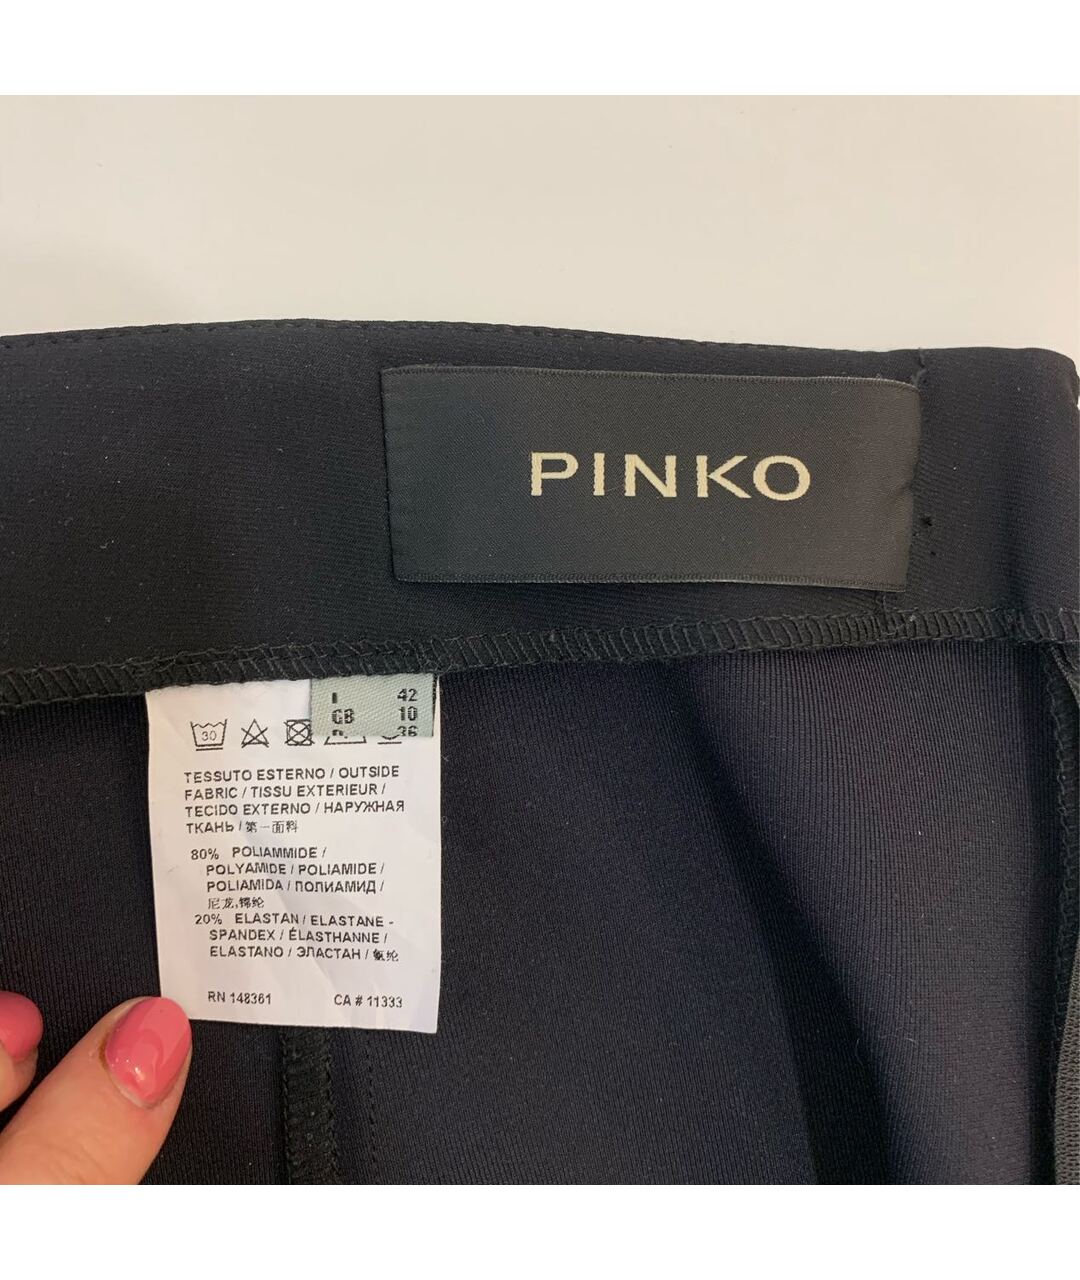 PINKO
I 42
GB 10
36
30
TESSUTO ESTERNO / OUTSIDE
FABRIC / TISSU EXTERIEUR /
TECIDO EXTERNO / НАРУЖНАЯ
ТКАНЬ / 第一面料
80% POLIAMMIDE /
POLYAMIDE / POLIAMIDE /
POLIAMIDA / ПОЛИАМИД /
尼龙,锦纶
20% ELASTAN / ELASTANE -
SPANDEX / ÉLASTHANNE /
ELASTANO / ЭЛАСТАН / 氨纶
RN 148361 CA # 11333